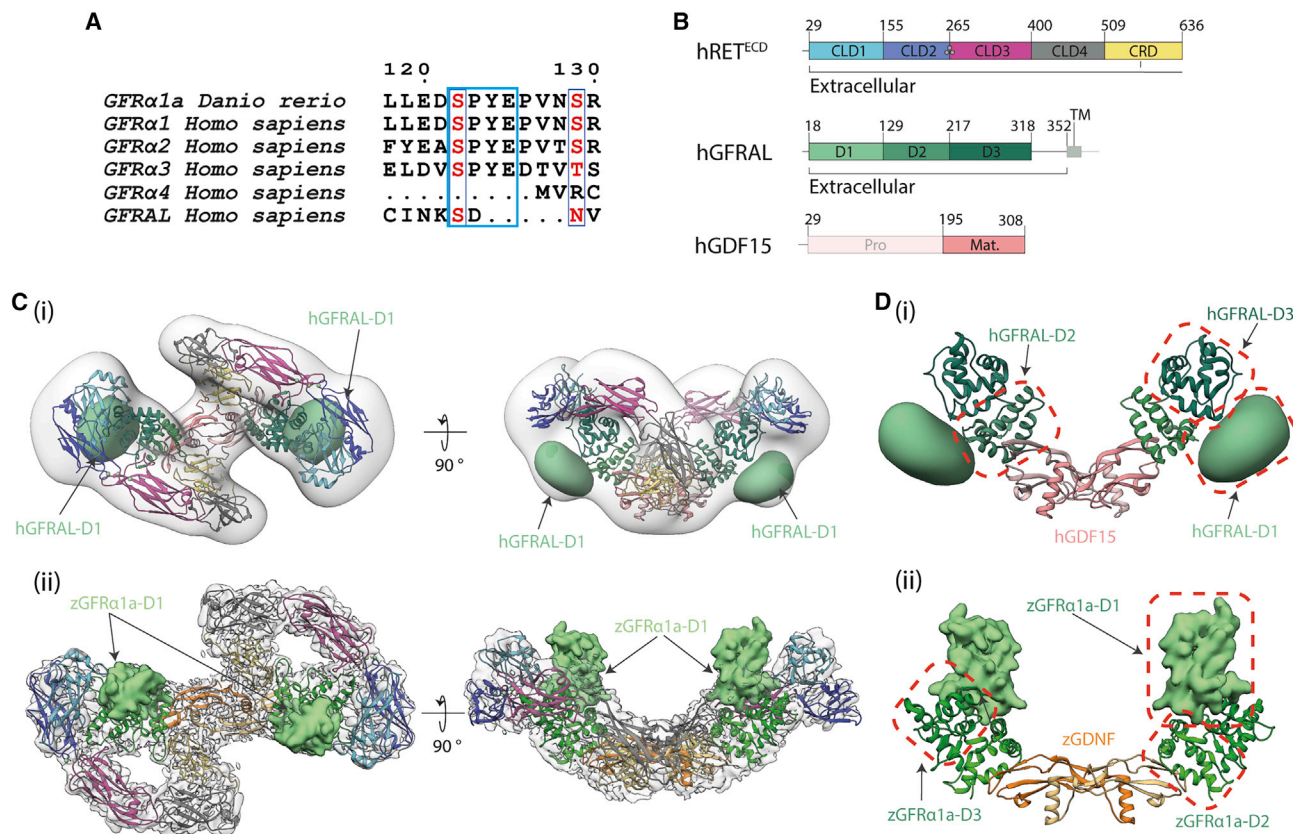 A
120 130
GFRα1a Danio rerio LLEDSPYEPVNSR
GFRα1 Homo sapiens LLEDSPYEPVNSR
GFRα2 Homo sapiens FYEASPYEPVTSR
GFRα3 Homo sapiens ELDVSPYEDTVTS
GFRα4 Homo sapiens .........MVRC
GFRAL Homo sapiens CINKSD.....NV
B
29 155 265 400 509 636
hRETECD CLD1 CLD2 CLD3 CLD4 CRD
Extracellular
18 129 217 318 352 TM
hGFRAL D1 D2 D3
Extracellular
29 195 308
hGDF15 Pro Mat.
C (i)
hGFRAL-D1
hGFRAL-D1
90 °
hGFRAL-D1
hGFRAL-D1
(ii)
zGFRα1a-D1
90 °
zGFRα1a-D1
D (i)
hGFRAL-D3
hGFRAL-D2
hGDF15
hGFRAL-D1
(ii)
zGFRα1a-D1
zGDNF
zGFRα1a-D3
zGFRα1a-D2